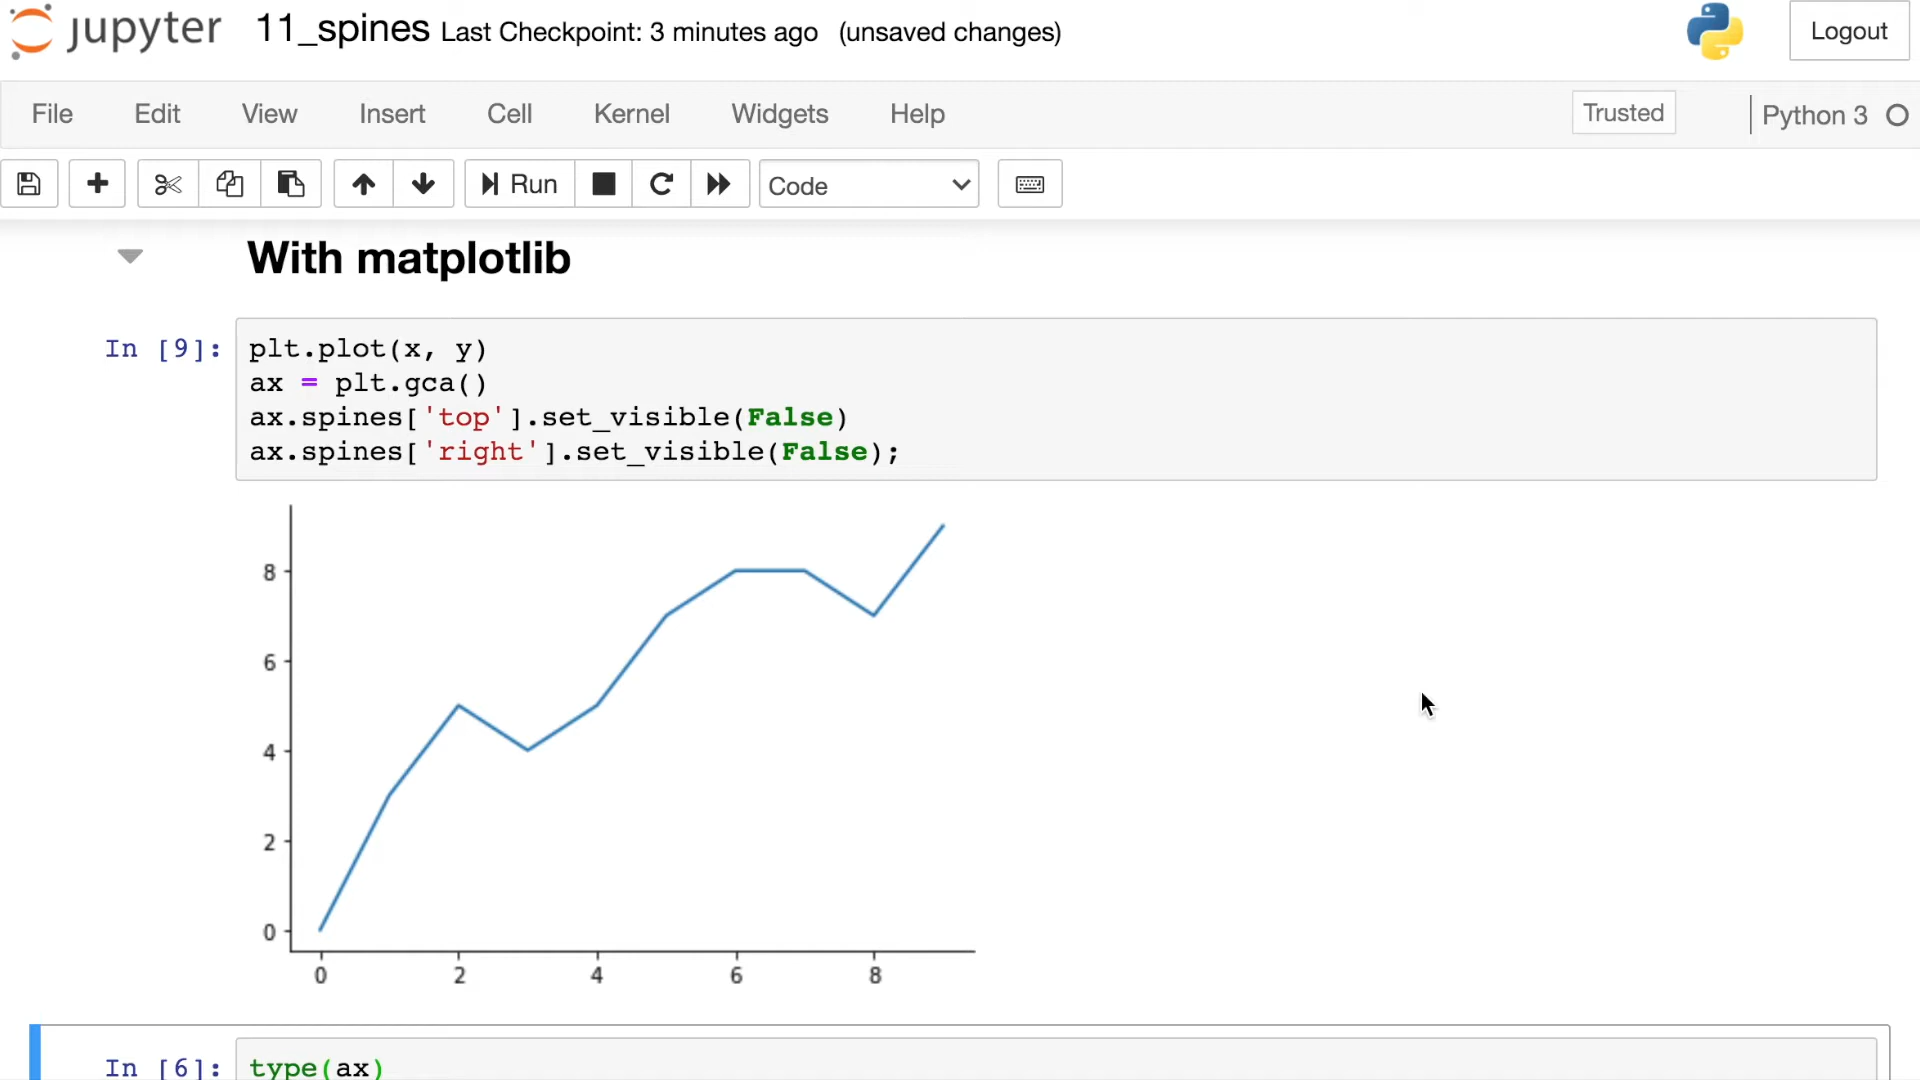 jupyter 11_spines Last Checkpoint: 3 minutes ago (unsaved changes) Logout
File Edit View Insert Cell Kernel Widgets Help Trusted Python 3
Run Code
With matplotlib
In [9]: plt.plot(x, y)
ax = plt.gca()
ax.spines['top'].set_visible(False)
ax.spines['right'].set_visible(False);
8
6
4
2
0
0 2 4 6 8
In [6]: type(ax)